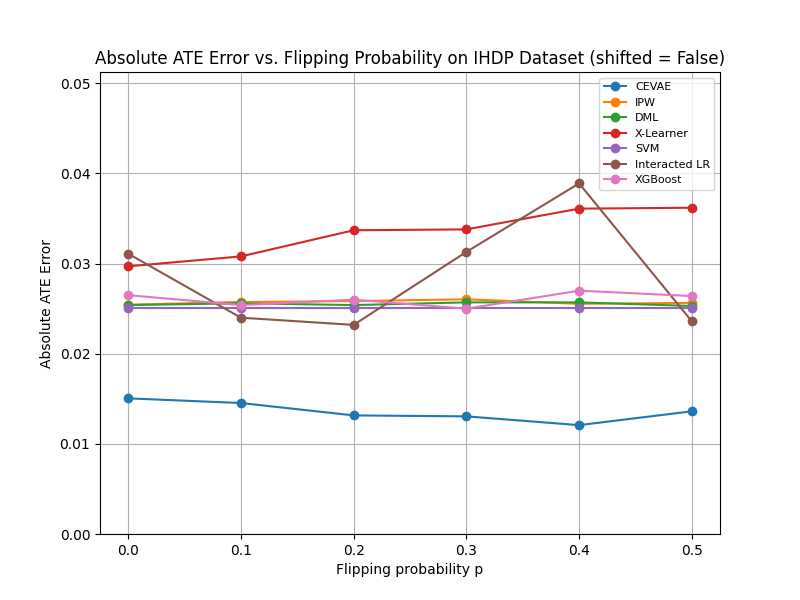 Absolute ATE Error vs. Flipping Probability on IHDP Dataset (shifted = False)
CEVAE
IPW
DML
X-Learner
SVM
Interacted LR
XGBoost
Absolute ATE Error
0.05
0.04
0.03
0.02
0.01
0.00
0.0 0.1 0.2 0.3 0.4 0.5
Flipping probability p